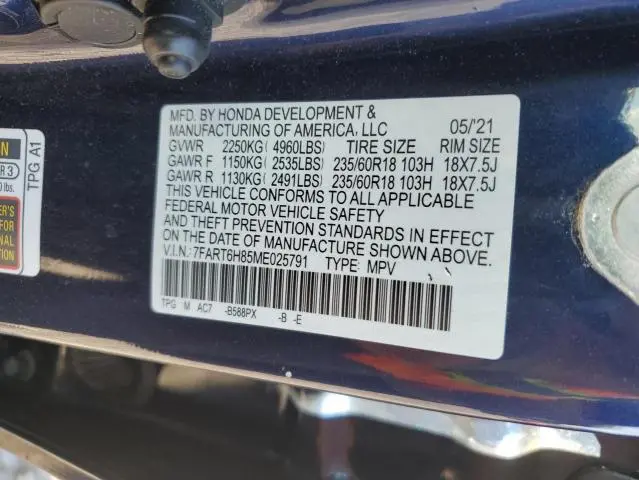 MFD. BY HONDA DEVELOPMENT &
MANUFACTURING OF AMERICA, LLC 05/'21
GVWR 2250KG( 4960LBS) TIRE SIZE RIM SIZE
GAWR F 1150KG( 2535LBS) 235/60R18 103H 18X7.5J
GAWR R 1130KG( 2491LBS) 235/60R18 103H 18X7.5J
THIS VEHICLE CONFORMS TO ALL APPLICABLE
FEDERAL MOTOR VEHICLE SAFETY
AND THEFT PREVENTION STANDARDS IN EFFECT
ON THE DATE OF MANUFACTURE SHOWN ABOVE.
V.I.N.:7FART6H85ME025791 TYPE: MPV
TPG M AC7 -B588PX -B -E
TPG A1
R 3
lbs.
FOR